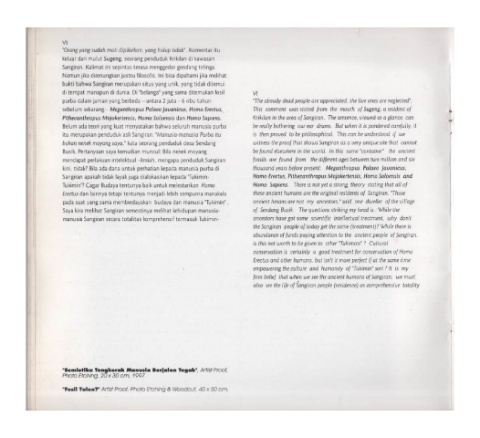 VI
"Orang yang sudah mati dipikirkan, yang hidup tidak". Komentar itu
keluar dari mulut Sugeng, seorang penduduk Krikilan di kawasan
Sangiran. Kalimat ini sepintas terasa menggedor gendang telinga.
Namun jika direnungkan justru filosofis. Ini bisa dipahami jika melihat
bukti bahwa Sangiran merupakan situs yang unik, yang tidak ditemui
di tempat manapun di dunia. Di "belanga" yang sama ditemukan fosil
purba dalam jaman yang berbeda - antara 2 juta - 6 ribu tahun
sebelum sekarang. Meganthropus Palaeo Javanicus, Homo Erectus,
Pithecanthropus Mojokertensis, Homo Soloensis dan Homo Sapiens.
Belum ada teori yang kuat menyatakan bahwa seluruh manusia purba
itu merupakan penduduk asli Sangiran. "Manusia-manusia Purba itu
bukan nenek moyang saya," kata seorang penduduk desa Sendang
Busik. Pertanyaan saya kemudian muncul: Bila nenek moyang
mendapat perlakuan intelektual - ilmiah, mengapa penduduk Sangiran
kini, tidak? Bila ada dana untuk perhatian kepada manusia purba di
Sangiran apakah tidak layak juga dialokasikan kepada "Tukimin-
Tukimin"? Cagar Budaya tentunya baik untuk melestarikan Homo
Erectus dan lainnya tetapi tentunya menjadi lebih sempurna manakala
pada saat yang sama memberdayakan budaya dan manusia "Tukimin".
Saya kira melihat Sangiran semestinya melihat kehidupan manusia-
manusia Sangiran secara totalitas komprehensif termasuk Tukimin-
VI
"The already dead people are appreciated, the live ones are neglected".
This comment was voiced from the mouth of Sugeng, a resident of
Krikilan in the area of Sangiran. The sentence, viewed at a glance, can
be really bothering our ear drums. But when it is pondered carefully, it
is then proved to be philosophical. This can be understood if we
witness the proof that shows Sangiran as a very unique site that cannot
be found elsewhere in the world. In this same "container" the ancient
fossils are found from the different ages between two million and six
thousand years before present: Meganthropus Palaeo Javanicus,
Homo Erectus, Pithecanthropus Mojokertensis, Homo Soloensis and
Homo Sapiens. There is not yet a strong theory stating that all of
these ancient humans are the original residents of Sangiran. "Those
ancient humans are not my ancestors," said one dweller of the village
of Sendang Busik. The questions striking my head is: While the
ancestors have got some scientific intellectual treatment, why don't
the Sangiran people of today get the same (treatment)? While there is
abundance of funds paying attention to the ancient people of Sangiran,
is this not worth to be given to other "Tukimins"? Cultural
conservation is certainly a good treatment for conservation of Homo
Erectus and other humans, but isn't it more perfect if at the same time
empowering the culture and humanity of "Tukimin" son? It is my
firm belief that when we see the ancient humans of Sangiran, we must
also see the life of Sangiran people (residence) as comprehensive totality
"Semiotika Tengkorak Manusia Berjalan Tegak", Artist Proof,
Photo Etching, 20 x 30 cm, 1997
"Fosil Talen?" Artist Proof, Photo Etching & Woodcut, 40 x 50 cm,